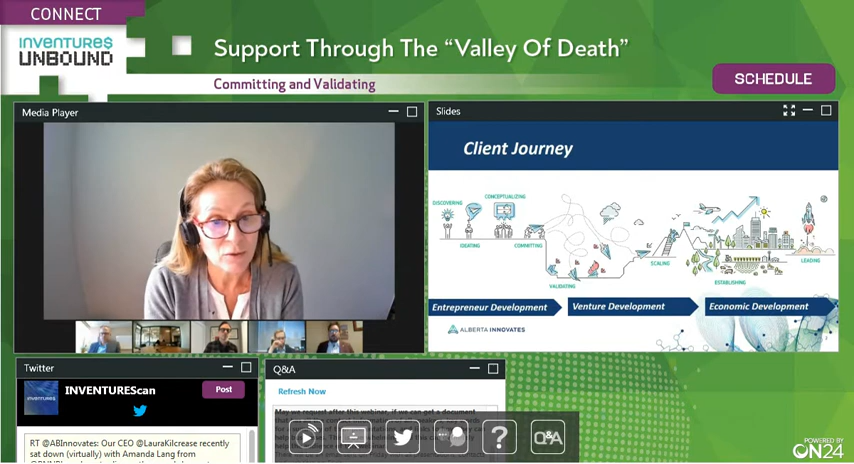 CONNECT
INVENTURE$
UNBOUND
Support Through The “Valley Of Death”
Committing and Validating
SCHEDULE
Media Player
Slides
Client Journey
DISCOVERING
CONCEPTUALIZING
IDEATING
COMMITTING
VALIDATING
SCALING
ESTABLISHING
LEADING
Entrepreneur Development
Venture Development
Economic Development
ALBERTA INNOVATES
Twitter
INVENTUREScan
Post
RT @ABInnovates: Our CEO @LauraKilcrease recently
sat down (virtually) with Amanda Lang from
Q&A
Refresh Now
May we request after this webinar, if we can get a document
?
Q&A
POWERED BY
ON24